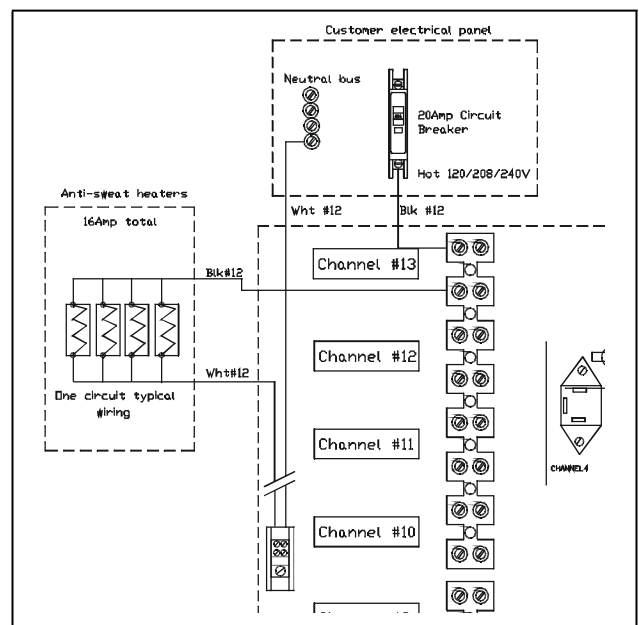 Customer electrical panel
Neutral bus
20Amp Circuit
Breaker
Hot 120/208/240V
Anti-sweat heaters
16Amp total
Wht #12
Blk #12
Channel #13
Blk#12
Channel #12
Wht#12
One circuit typical
wiring
Channel #11
CHANNEL4
Channel #10